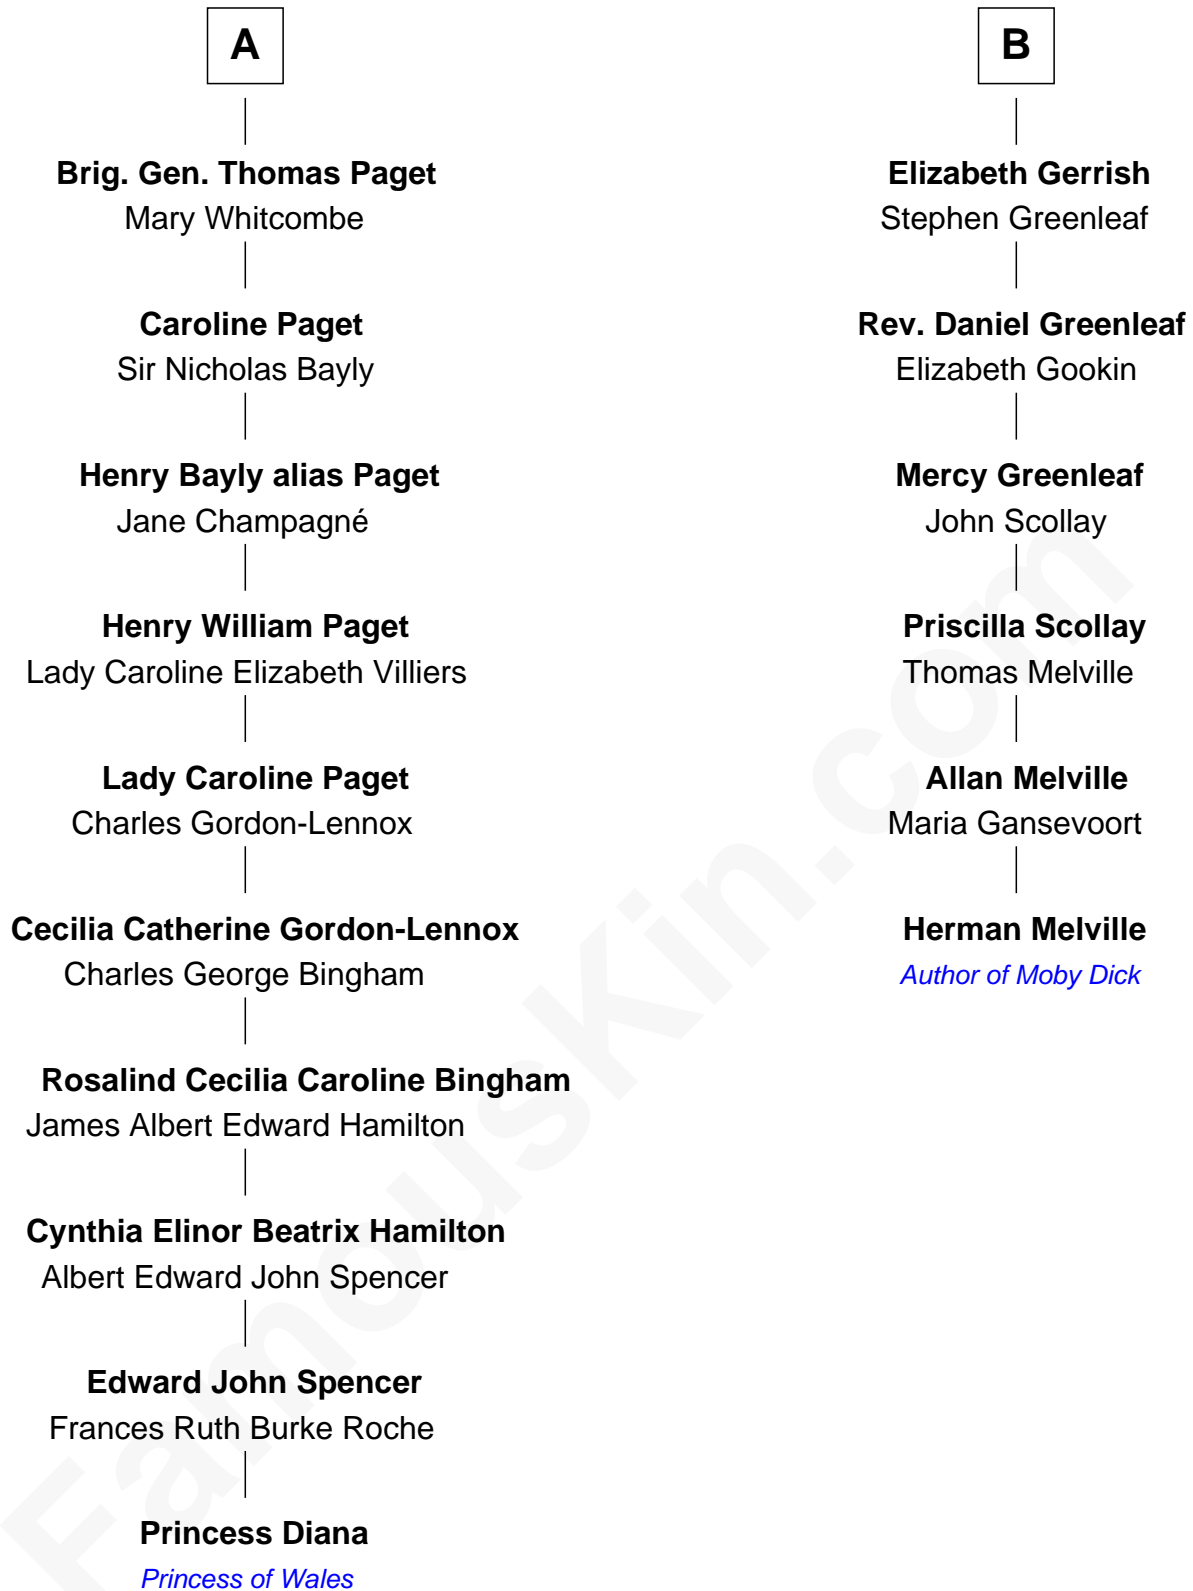 A
Brig. Gen. Thomas Paget
Mary Whitcombe
Caroline Paget
Sir Nicholas Bayly
Henry Bayly alias Paget
Jane Champagné
Henry William Paget
Lady Caroline Elizabeth Villiers
Lady Caroline Paget
Charles Gordon-Lennox
Cecilia Catherine Gordon-Lennox
Charles George Bingham
Rosalind Cecilia Caroline Bingham
James Albert Edward Hamilton
Cynthia Elinor Beatrix Hamilton
Albert Edward John Spencer
Edward John Spencer
Frances Ruth Burke Roche
Princess Diana
Princess of Wales
B
Elizabeth Gerrish
Stephen Greenleaf
Rev. Daniel Greenleaf
Elizabeth Gookin
Mercy Greenleaf
John Scollay
Priscilla Scollay
Thomas Melville
Allan Melville
Maria Gansevoort
Herman Melville
Author of Moby Dick
FamousKin.com